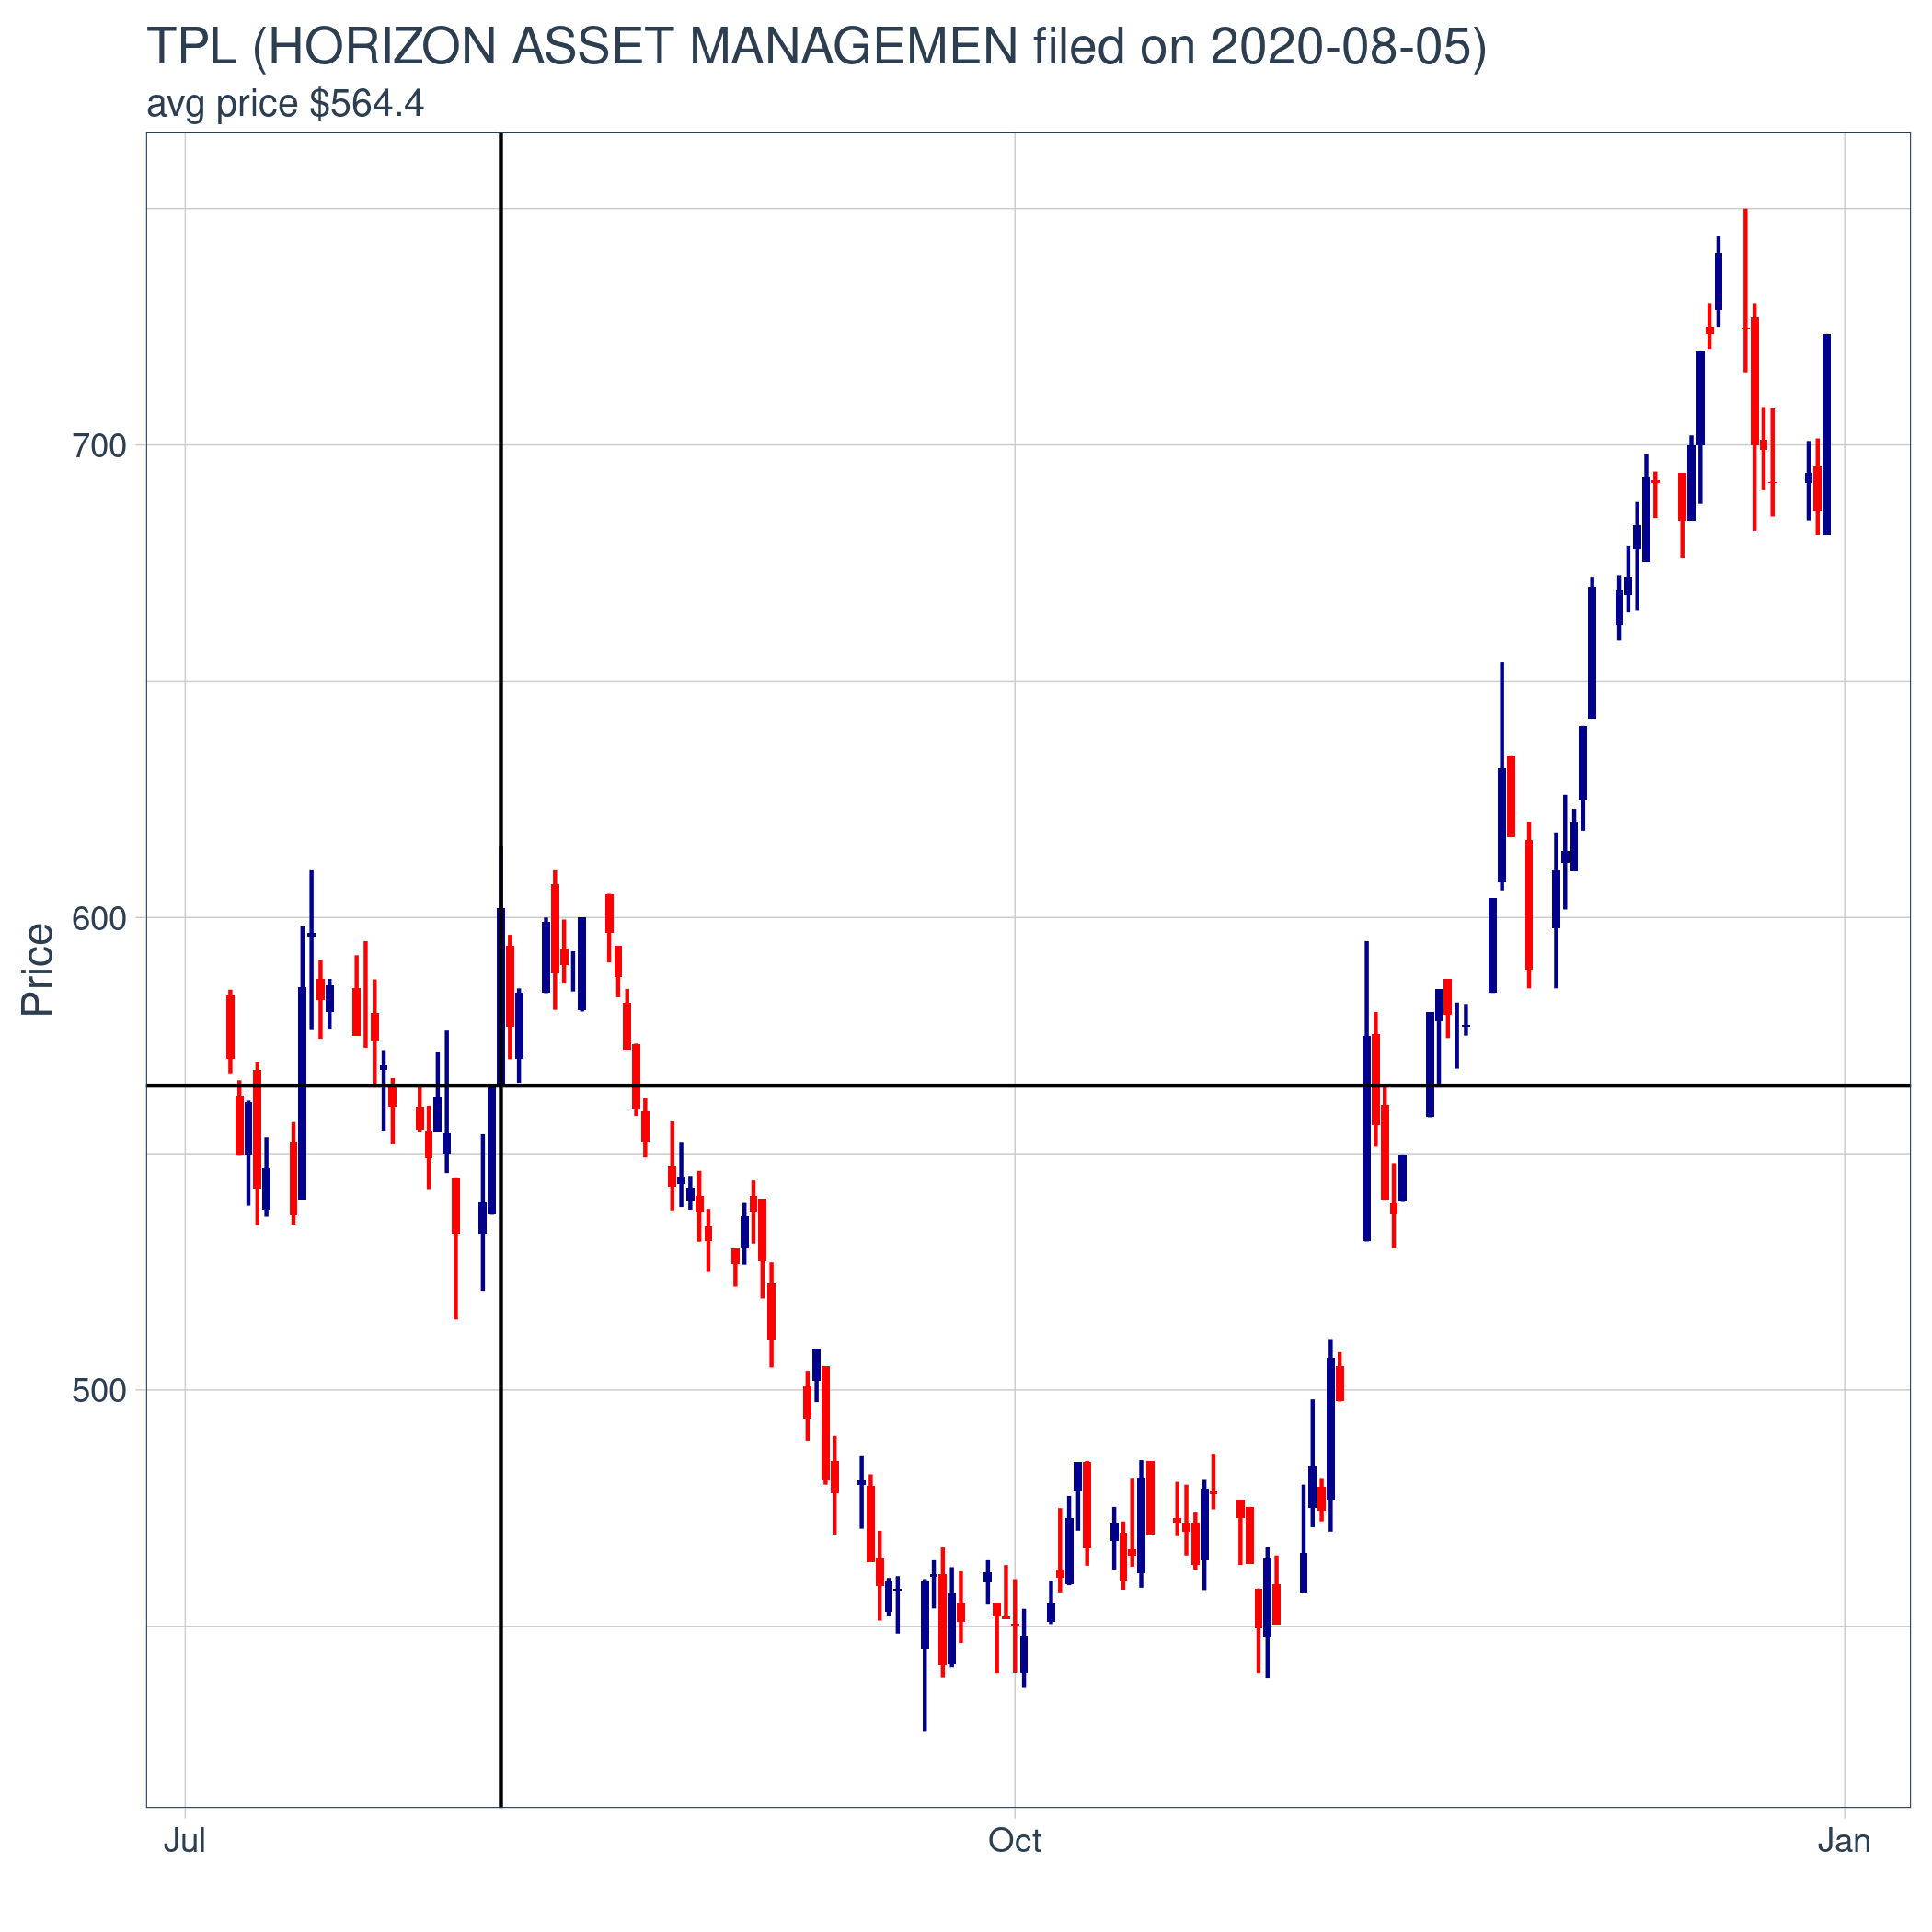 TPL (HORIZON ASSET MANAGEMEN filed on 2020-08-05)
avg price $564.4
700
600
500
Price
Jul
Oct
Jan